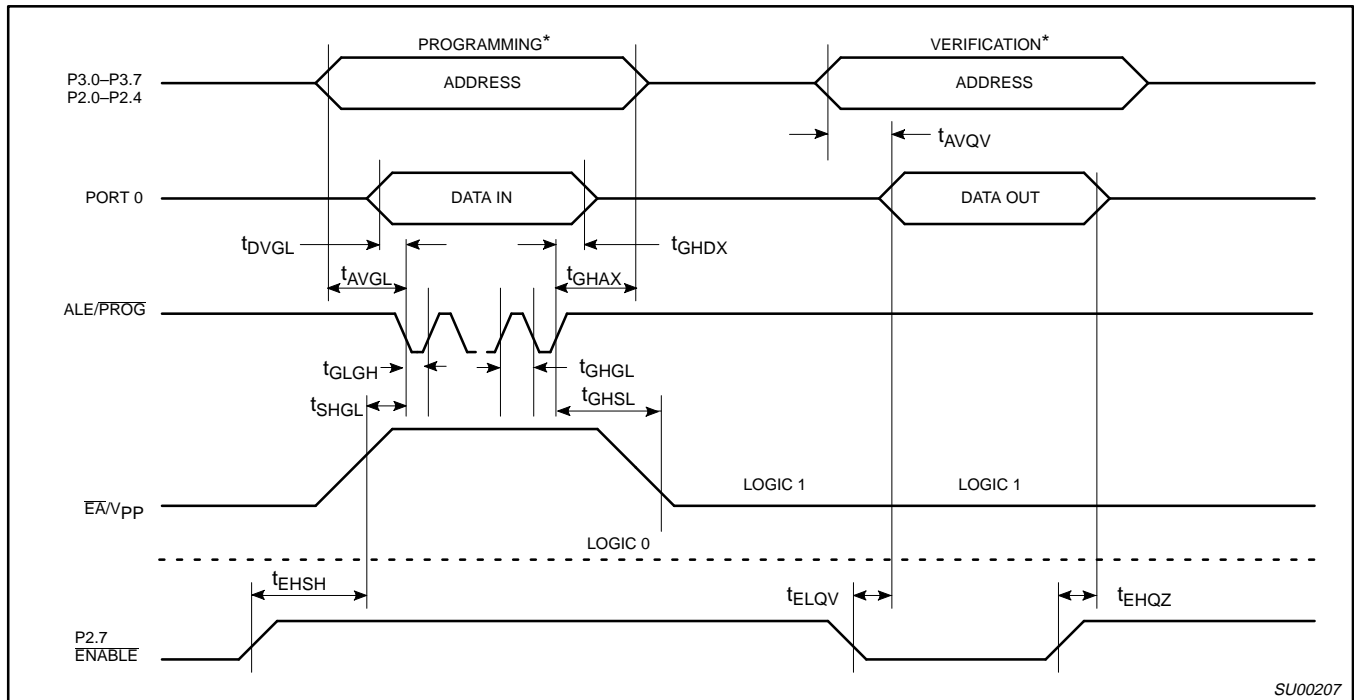 PROGRAMMING*
VERIFICATION*
P3.0–P3.7
P2.0–P2.4
ADDRESS
ADDRESS
tAVQV
PORT 0
DATA IN
DATA OUT
tDVGL
tGHDX
tAVGL
tGHAX
ALE/PROG
tGLGH
tGHGL
tSHGL
tGHSL
LOGIC 1
LOGIC 1
EA/VPP
LOGIC 0
tEHSH
tELQV
tEHQZ
P2.7
ENABLE
SU00207